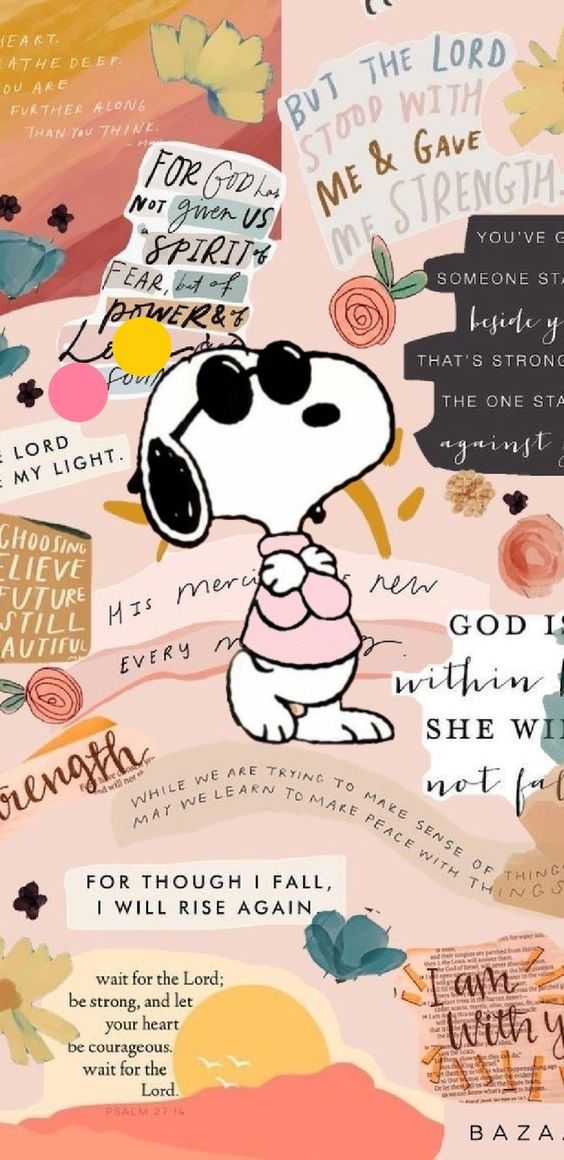 HEART.
EATHE DEEP.
YOU ARE
FURTHER ALONG
THAN YOU THINK.
BUT THE LORD
STOOD WITH
ME & GAVE
ME STRENGTH.
FOR GOD has
NOT given US
a SPIRIT of
FEAR, but of
POWER & of
YOU'VE G
SOMEONE STA
beside y
THAT'S STRONG
THE ONE STA
against
E LORD
E MY LIGHT.
CHOOSING
ELIEVE
FUTURE
STILL
AUTIFUL
HIS merci new
EVERY
GOD IS
within
SHE WI
not fal
rength
and will not
WHILE WE ARE TRYING TO MAKE SENSE OF THINGS
MAY WE LEARN TO MAKE PEACE WITH THINGS
FOR THOUGH I FALL,
I WILL RISE AGAIN
wait for the Lord;
be strong, and let
your heart
be courageous.
wait for the
Lord.
PSALM 27:14
I am
with y
BAZA